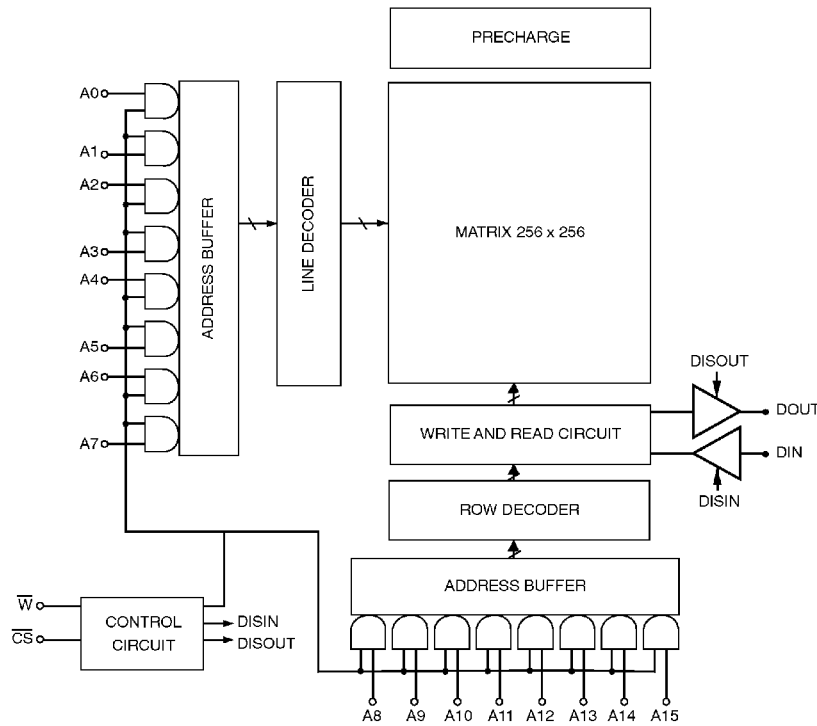 PRECHARGE
A0
A1
A2
A3
A4
A5
A6
A7
ADDRESS BUFFER
LINE DECODER
MATRIX 256 x 256
DISOUT
DOUT
WRITE AND READ CIRCUIT
DIN
DISIN
ROW DECODER
ADDRESS BUFFER
W̅
C̅S̅
CONTROL
CIRCUIT
DISIN
DISOUT
A8 A9 A10 A11 A12 A13 A14 A15